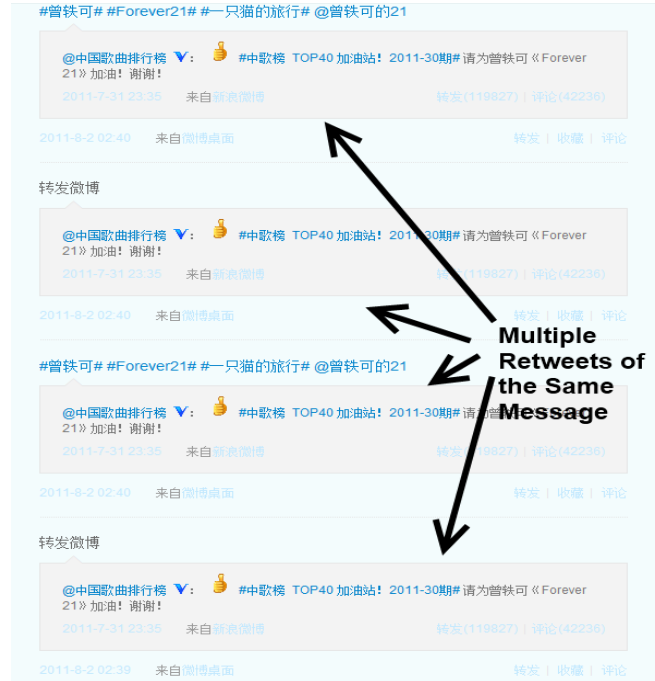 #曾轶可# #Forever21# #一只猫的旅行# @曾轶可的21
@中国歌曲排行榜 V： #中歌榜 TOP40 加油站！2011-30期# 请为曾轶可《Forever
21》加油！谢谢！
2011-7-31 23:35 来自新浪微博 转发(119827) | 评论(42236)
2011-8-2 02:40 来自微博桌面 转发 | 收藏 | 评论
转发微博
@中国歌曲排行榜 V： #中歌榜 TOP40 加油站！2011-30期# 请为曾轶可《Forever
21》加油！谢谢！
2011-7-31 23:35 来自新浪微博 转发(119827) | 评论(42236)
2011-8-2 02:40 来自微博桌面 转发 | 收藏 | 评论
Multiple
Retweets of
the Same
Message
#曾轶可# #Forever21# #一只猫的旅行# @曾轶可的21
@中国歌曲排行榜 V： #中歌榜 TOP40 加油站！2011-30期# 请为曾轶可《Forever
21》加油！谢谢！
2011-7-31 23:35 来自新浪微博 转发(119827) | 评论(42236)
2011-8-2 02:40 来自微博桌面 转发 | 收藏 | 评论
转发微博
@中国歌曲排行榜 V： #中歌榜 TOP40 加油站！2011-30期# 请为曾轶可《Forever
21》加油！谢谢！
2011-7-31 23:35 来自新浪微博 转发(119827) | 评论(42236)
2011-8-2 02:39 来自微博桌面 转发 | 收藏 | 评论